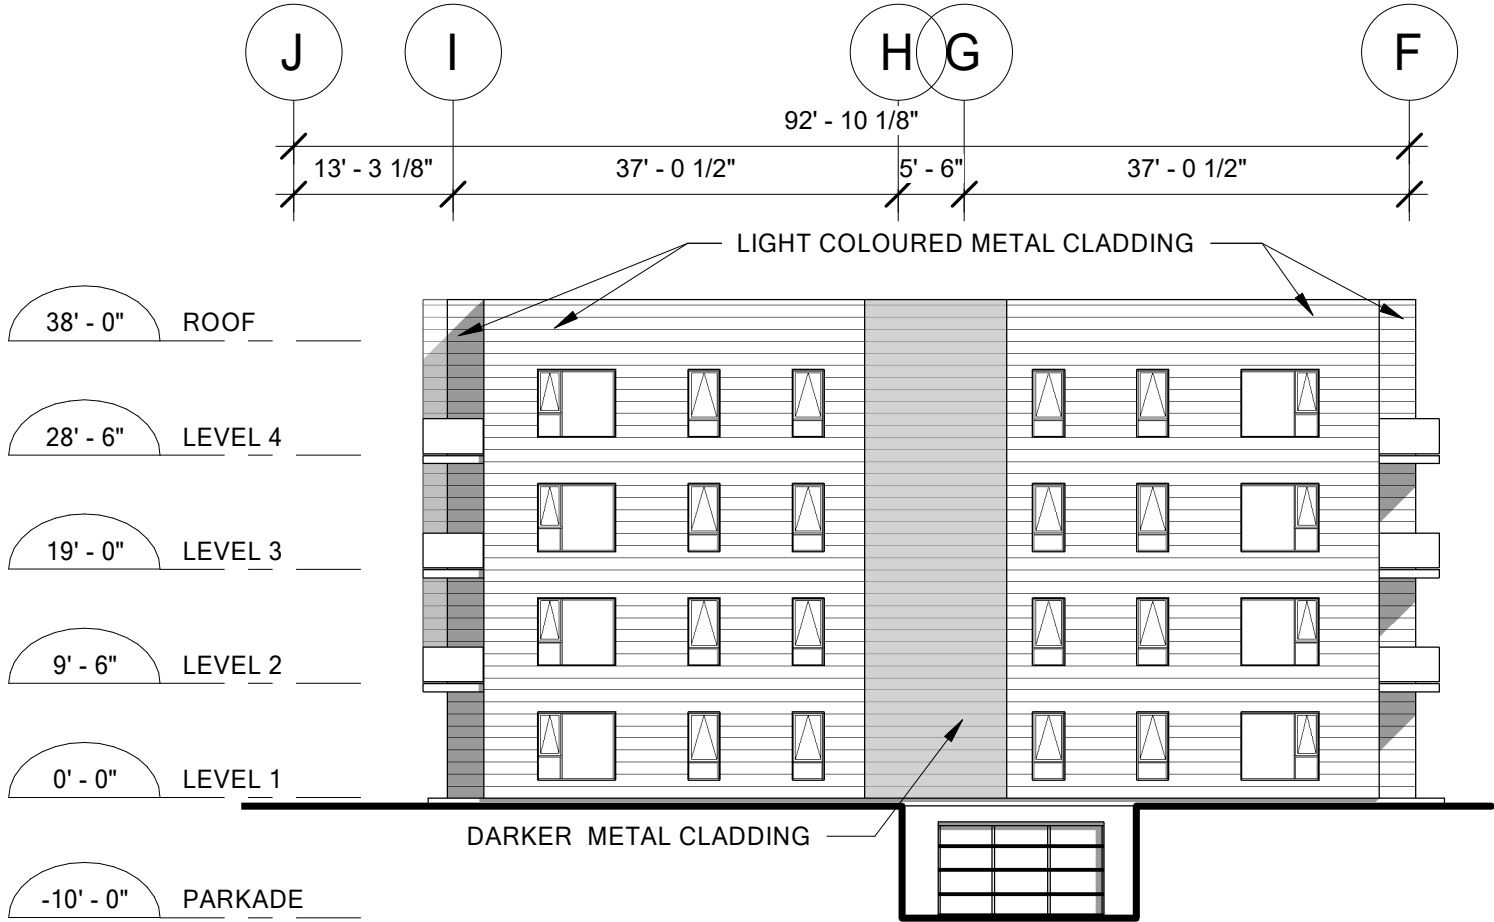 J I H G F
92' - 10 1/8"
13' - 3 1/8" 37' - 0 1/2" 5' - 6" 37' - 0 1/2"
LIGHT COLOURED METAL CLADDING
38' - 0" ROOF
28' - 6" LEVEL 4
19' - 0" LEVEL 3
9' - 6" LEVEL 2
0' - 0" LEVEL 1
DARKER METAL CLADDING
-10' - 0" PARKADE